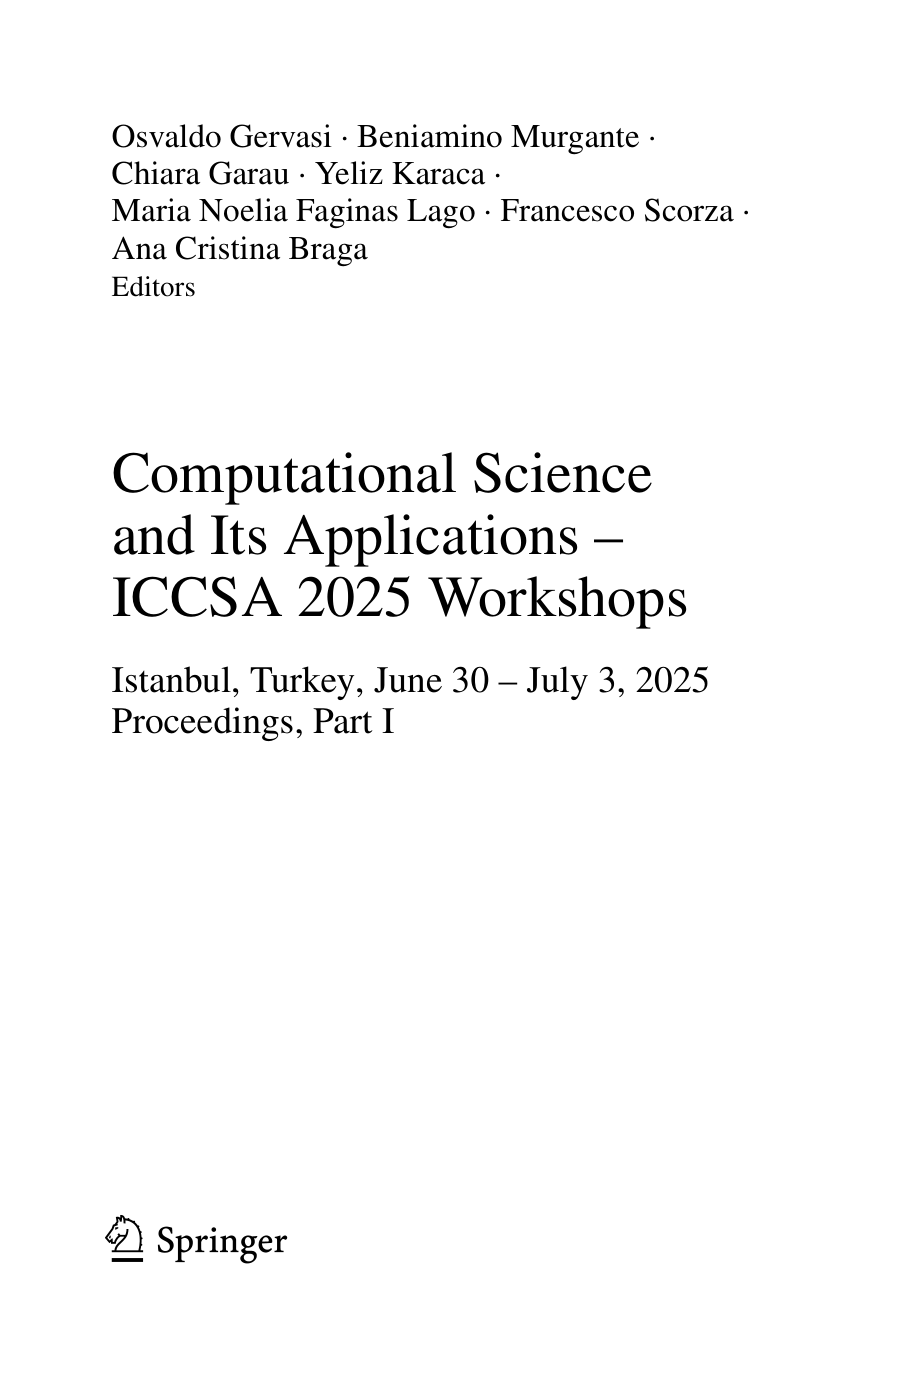 Osvaldo Gervasi · Beniamino Murgante ·
Chiara Garau · Yeliz Karaca ·
Maria Noelia Faginas Lago · Francesco Scorza ·
Ana Cristina Braga
Editors
Computational Science
and Its Applications –
ICCSA 2025 Workshops
Istanbul, Turkey, June 30 – July 3, 2025
Proceedings, Part I
Springer